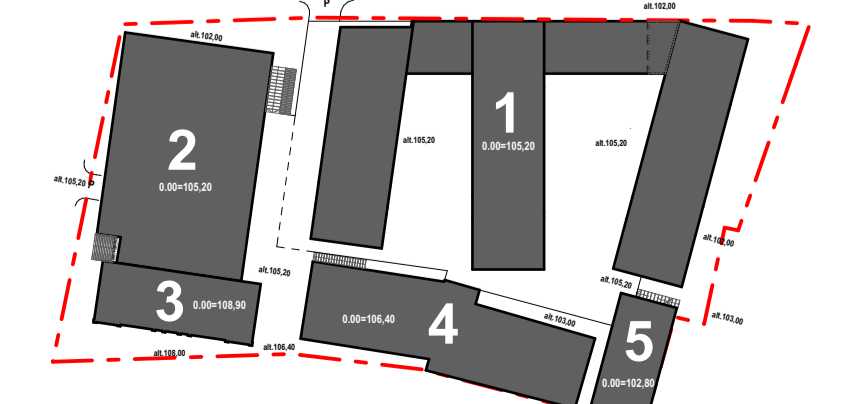 P
alt.102,00
alt.102,00
1
0.00=105,20
alt.105,20
alt.105,20
2
0.00=105,20
alt.105,20 P
alt.102,00
alt.105,20
alt.105,20
3
0.00=108,90
0.00=106,40
4
alt.103,00
alt.103,00
5
0.00=102,80
alt.108,00
alt.106,40